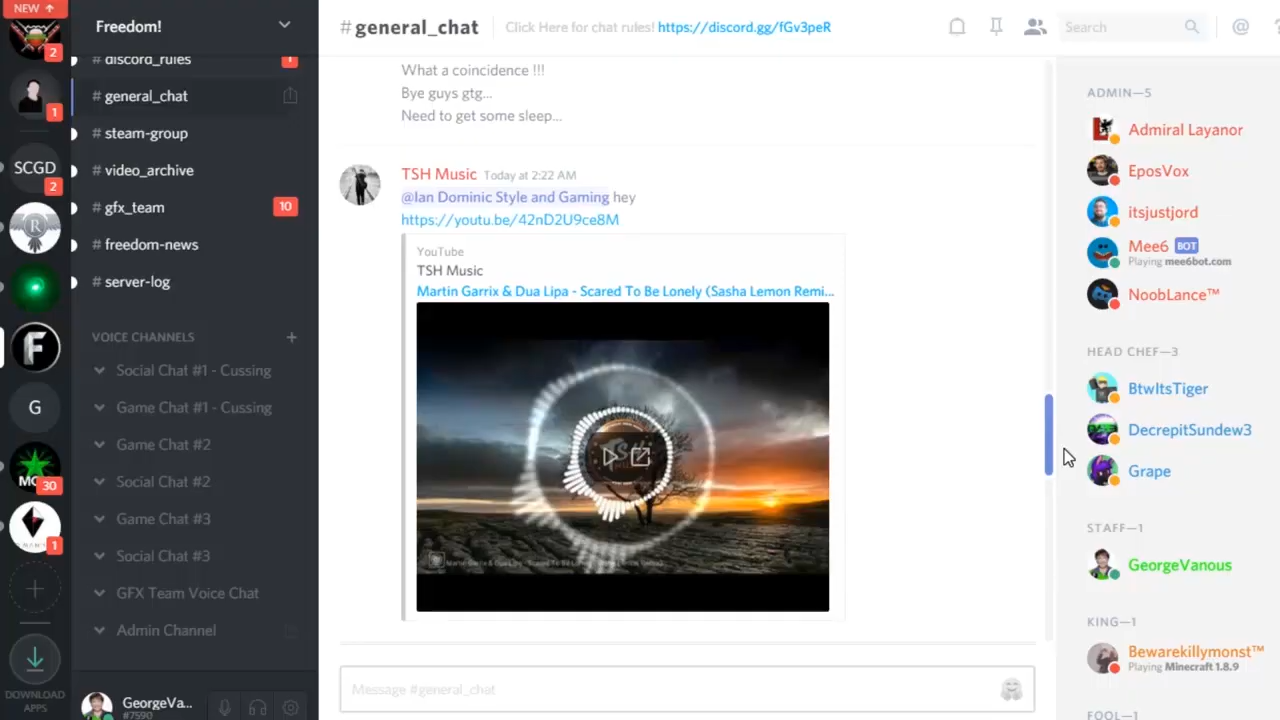 NEW ↑
2
1
SCGD
2
R
F
G
MC
30
1
DOWNLOAD
APPS
Freedom!
# discord_rules
# general_chat
# steam-group
# video_archive
# gfx_team 10
# freedom-news
# server-log
VOICE CHANNELS +
Social Chat #1 - Cussing
Game Chat #1 - Cussing
Game Chat #2
Social Chat #2
Game Chat #3
Social Chat #3
GFX Team Voice Chat
Admin Channel
GeorgeVa...
#7590
#general_chat Click Here for chat rules! https://discord.gg/fGv3peR
Search
What a coincidence !!!
Bye guys gtg...
Need to get some sleep...
TSH Music Today at 2:22 AM
@Ian Dominic Style and Gaming hey
https://youtu.be/42nD2U9ce8M
YouTube
TSH Music
Martin Garrix & Dua Lipa - Scared To Be Lonely (Sasha Lemon Remi...
Message #general_chat
ADMIN—5
Admiral Layanor
EposVox
itsjustjord
Mee6 BOT
Playing mee6bot.com
NoobLance™
HEAD CHEF—3
BtwItsTiger
DecrepitSundew3
Grape
STAFF—1
GeorgeVanous
KING—1
Bewarekillymonst™
Playing Minecraft 1.8.9
FOOL—1